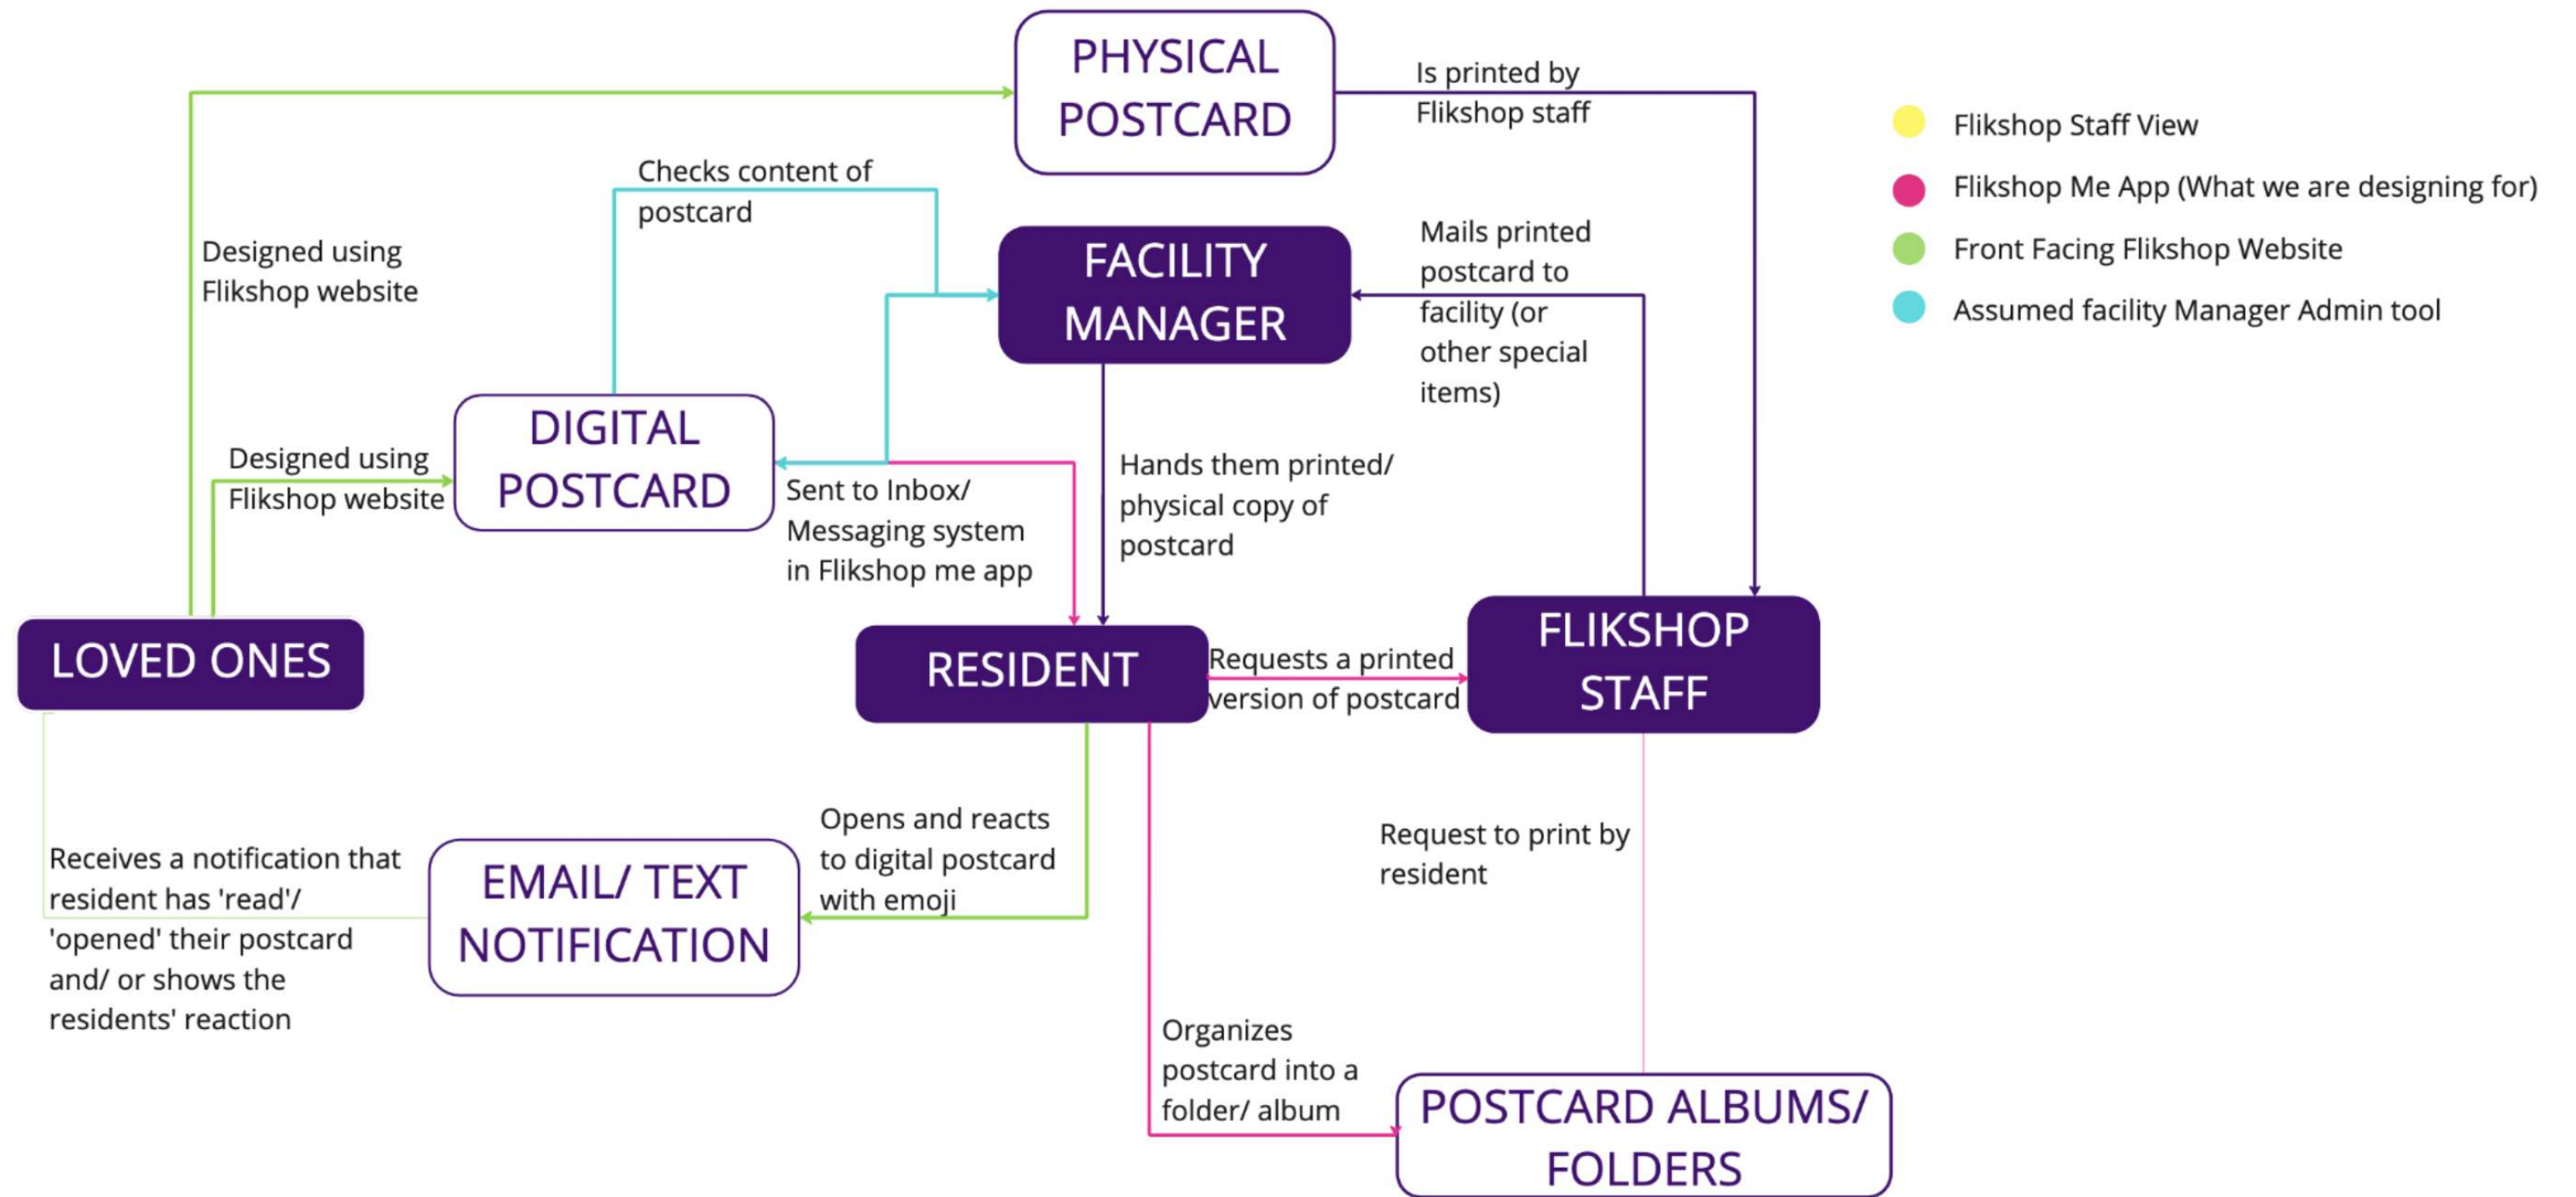 PHYSICAL
POSTCARD
Is printed by
Flikshop staff
Flikshop Staff View
Flikshop Me App (What we are designing for)
Front Facing Flikshop Website
Assumed facility Manager Admin tool
Checks content of
postcard
Designed using
Flikshop website
FACILITY
MANAGER
Mails printed
postcard to
facility (or
other special
items)
DIGITAL
POSTCARD
Designed using
Flikshop website
Sent to Inbox/
Messaging system
in Flikshop me app
Hands them printed/
physical copy of
postcard
LOVED ONES
RESIDENT
Requests a printed
version of postcard
FLIKSHOP
STAFF
Receives a notification that
resident has 'read'/
'opened' their postcard
and/ or shows the
residents' reaction
EMAIL/ TEXT
NOTIFICATION
Opens and reacts
to digital postcard
with emoji
Request to print by
resident
Organizes
postcard into a
folder/ album
POSTCARD ALBUMS/
FOLDERS